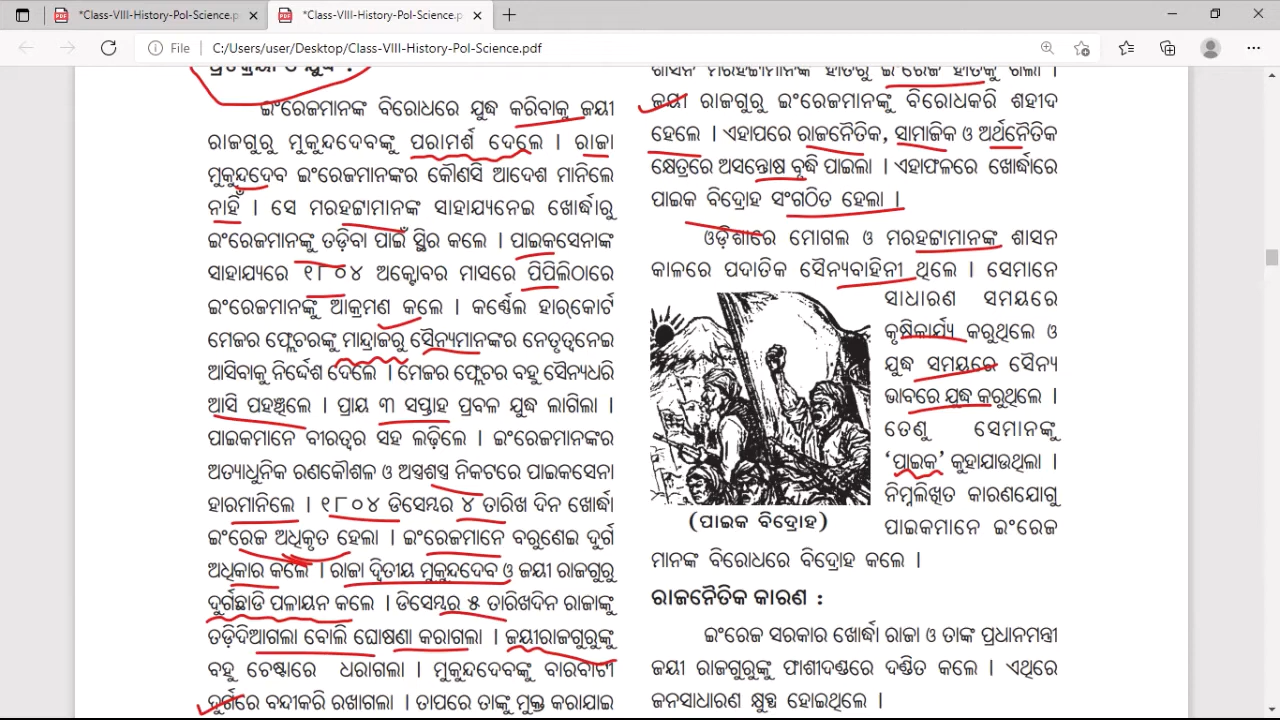 *Class-VIII-History-Pol-Science.p
*Class-VIII-History-Pol-Science.p
File
C:/Users/user/Desktop/Class-VIII-History-Pol-Science.pdf
ଇଂରେଜମାନଙ୍କ ବିରୋଧରେ ଯୁଦ୍ଧ କରିବାକୁ ଜୟୀ
ରାଜଗୁରୁ ମୁକୁନ୍ଦଦେବଙ୍କୁ ପରାମର୍ଶ ଦେଲେ । ରାଜା
ମୁକୁନ୍ଦଦେବ ଇଂରେଜମାନଙ୍କର କୌଣସି ଆଦେଶ ମାନିଲେ
ନାହିଁ । ସେ ମରହଟ୍ଟାମାନଙ୍କ ସାହାଯ୍ୟନେଇ ଖୋର୍ଦ୍ଧାରୁ
ଇଂରେଜମାନଙ୍କୁ ତଡ଼ିବା ପାଇଁ ସ୍ଥିର କଲେ । ପାଇକସେନାଙ୍କ
ସାହାଯ୍ୟରେ ୧୮୦୪ ଅକ୍ଟୋବର ମାସରେ ପିପିଲିଠାରେ
ଇଂରେଜମାନଙ୍କୁ ଆକ୍ରମଣ କଲେ । କର୍ଣ୍ଣେଲ ହାର୍‌କୋର୍ଟ
ମେଜର ଫ୍ଲେଚରଙ୍କୁ ମାନ୍ଦ୍ରାଜରୁ ସୈନ୍ୟମାନଙ୍କର ନେତୃତ୍ୱନେଇ
ଆସିବାକୁ ନିର୍ଦ୍ଦେଶ ଦେଲେ । ମେଜର ଫ୍ଲେଚର ବହୁ ସୈନ୍ୟଧରି
ଆସି ପହଞ୍ଚିଲେ । ପ୍ରାୟ ୩ ସପ୍ତାହ ପ୍ରବଳ ଯୁଦ୍ଧ ଲାଗିଲା ।
ପାଇକମାନେ ବୀରତ୍ୱର ସହ ଲଢ଼ିଲେ । ଇଂରେଜମାନଙ୍କର
ଅତ୍ୟାଧୁନିକ ରଣକୌଶଳ ଓ ଅସ୍ତ୍ରଶସ୍ତ୍ର ନିକଟରେ ପାଇକସେନା
ହାରମାନିଲେ । ୧୮୦୪ ଡିସେମ୍ବର ୪ ତାରିଖ ଦିନ ଖୋର୍ଦ୍ଧା
ଇଂରେଜ ଅଧିକୃତ ହେଲା । ଇଂରେଜମାନେ ବରୁଣେଇ ଦୁର୍ଗ
ଅଧିକାର କଲେ । ରାଜା ଦ୍ୱିତୀୟ ମୁକୁନ୍ଦଦେବ ଓ ଜୟୀ ରାଜଗୁରୁ
ଦୁର୍ଗଛାଡି ପଳାୟନ କଲେ । ଡିସେମ୍ବର ୫ ତାରିଖଦିନ ରାଜାଙ୍କୁ
ତଡ଼ିଦିଆଗଲା ବୋଲି ଘୋଷଣା କରାଗଲା । ଜୟୀରାଜଗୁରୁଙ୍କୁ
ବହୁ ଚେଷ୍ଟାରେ ଧରାଗଲା । ମୁକୁନ୍ଦଦେବଙ୍କୁ ବାରବାଟୀ
ଦୁର୍ଗରେ ବନ୍ଦୀକରି ରଖାଗଲା । ତାପରେ ତାଙ୍କୁ ମୁକ୍ତ କରାଯାଇ
ଶାସନ ମରହଟ୍ଟାମାନଙ୍କ ହାତରୁ ଇଂରେଜ ହାତକୁ ଗଲା ।
ଜୟୀ ରାଜଗୁରୁ ଇଂରେଜମାନଙ୍କୁ ବିରୋଧକରି ଶହୀଦ
ହେଲେ । ଏହାପରେ ରାଜନୈତିକ, ସାମାଜିକ ଓ ଅର୍ଥନୈତିକ
କ୍ଷେତ୍ରରେ ଅସନ୍ତୋଷ ବୃଦ୍ଧି ପାଇଲା । ଏହାଫଳରେ ଖୋର୍ଦ୍ଧାରେ
ପାଇକ ବିଦ୍ରୋହ ସଂଗଠିତ ହେଲା ।
ଓଡ଼ିଶାରେ ମୋଗଲ ଓ ମରହଟ୍ଟାମାନଙ୍କ ଶାସନ
କାଳରେ ପଦାତିକ ସୈନ୍ୟବାହିନୀ ଥିଲେ । ସେମାନେ
ସାଧାରଣ ସମୟରେ
କୃଷିକାର୍ଯ୍ୟ କରୁଥିଲେ ଓ
ଯୁଦ୍ଧ ସମୟରେ ସୈନ୍ୟ
ଭାବରେ ଯୁଦ୍ଧ କରୁଥିଲେ ।
ତେଣୁ ସେମାନଙ୍କୁ
‘ପାଇକ’ କୁହାଯାଉଥିଲା ।
ନିମ୍ନଲିଖିତ କାରଣଯୋଗୁ
ପାଇକମାନେ ଇଂରେଜ
(ପାଇକ ବିଦ୍ରୋହ)
ମାନଙ୍କ ବିରୋଧରେ ବିଦ୍ରୋହ କଲେ ।
ରାଜନୈତିକ କାରଣ :
ଇଂରେଜ ସରକାର ଖୋର୍ଦ୍ଧା ରାଜା ଓ ତାଙ୍କ ପ୍ରଧାନମନ୍ତ୍ରୀ
ଜୟୀ ରାଜଗୁରୁଙ୍କୁ ଫାଶୀଦଣ୍ଡରେ ଦଣ୍ଡିତ କଲେ । ଏଥିରେ
ଜନସାଧାରଣ କ୍ଷୁବ୍ଧ ହୋଇଥିଲେ ।